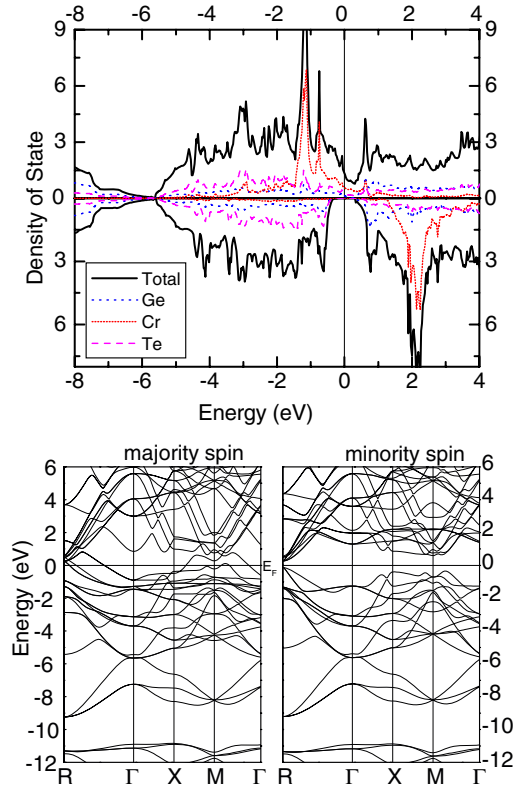 -8 -6 -4 -2 0 2 4
9 9
6 6
3 3
0 0
3 3
6 6
Density of State
Total
Ge
Cr
Te
-8 -6 -4 -2 0 2 4
Energy (eV)
majority spin minority spin
6 6
4 4
2 2
0 E_F 0
-2 -2
-4 -4
-6 -6
-8 -8
-10 -10
-12 -12
Energy (eV)
R Γ X M Γ R Γ X M Γ